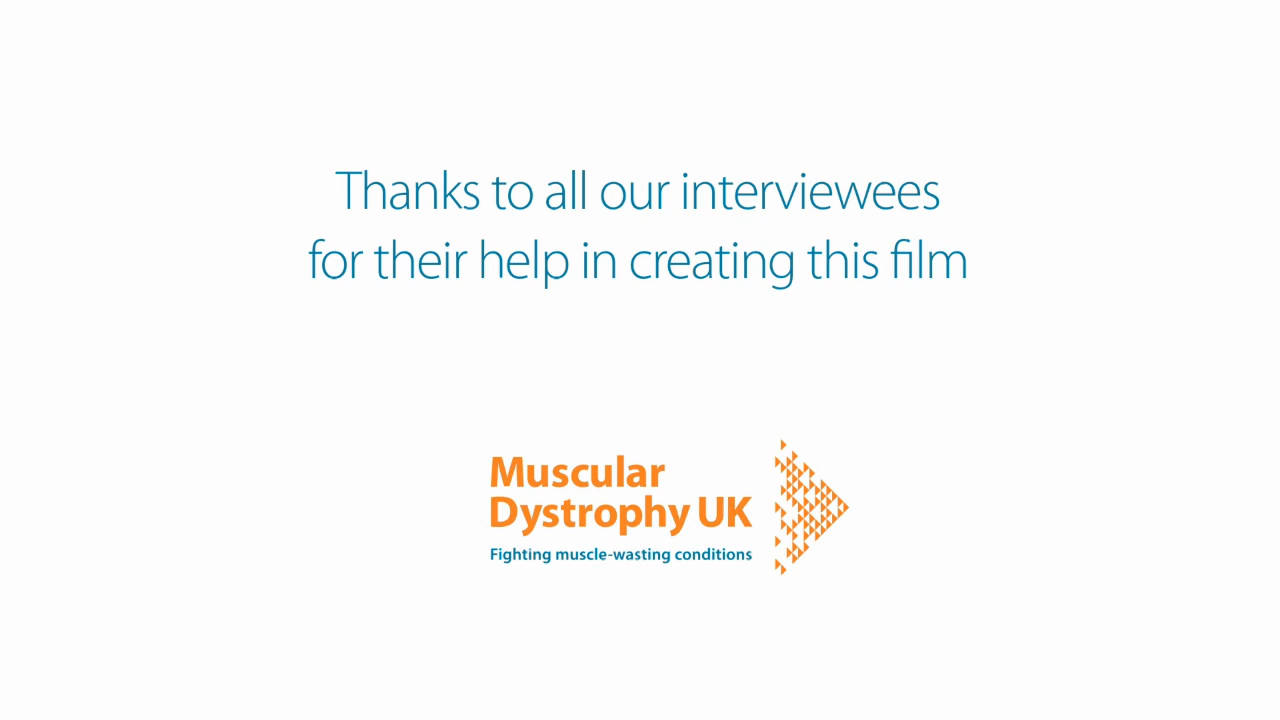 Thanks to all our interviewees
for their help in creating this film
Muscular
Dystrophy UK
Fighting muscle-wasting conditions